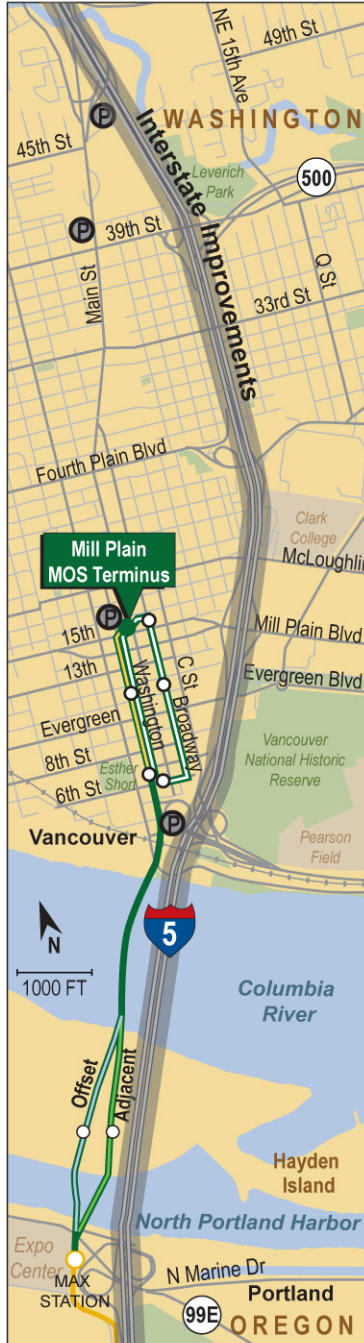 49th St
NE 15th Ave
WASHINGTON
P
45th St
Interstate Improvements
Leverich
Park
500
P
39th St
Main St
Q St
33rd St
Fourth Plain Blvd
Clark
College
McLoughlin
Mill Plain
MOS Terminus
P
15th
Mill Plain Blvd
13th
Washington
C St
Broadway
Evergreen Blvd
Evergreen
8th St
Esther
Short
6th St
Vancouver
National Historic
Reserve
Vancouver
P
Pearson
Field
N
5
1000 FT
Columbia
River
Offset
Adjacent
Hayden
Island
North Portland Harbor
Expo
Center
MAX
STATION
N Marine Dr
Portland
99E
OREGON